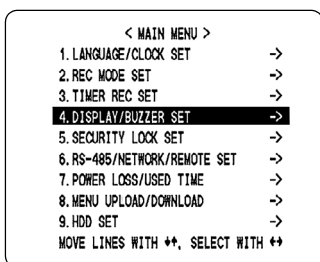 < MAIN MENU >
1. LANGUAGE/CLOCK SET ->
2. REC MODE SET ->
3. TIMER REC SET ->
4. DISPLAY/BUZZER SET ->
5. SECURITY LOCK SET ->
6. RS-485/NETWORK/REMOTE SET ->
7. POWER LOSS/USED TIME ->
8. MENU UPLOAD/DOWNLOAD ->
9. HDD SET ->
MOVE LINES WITH ↓↑, SELECT WITH ↔